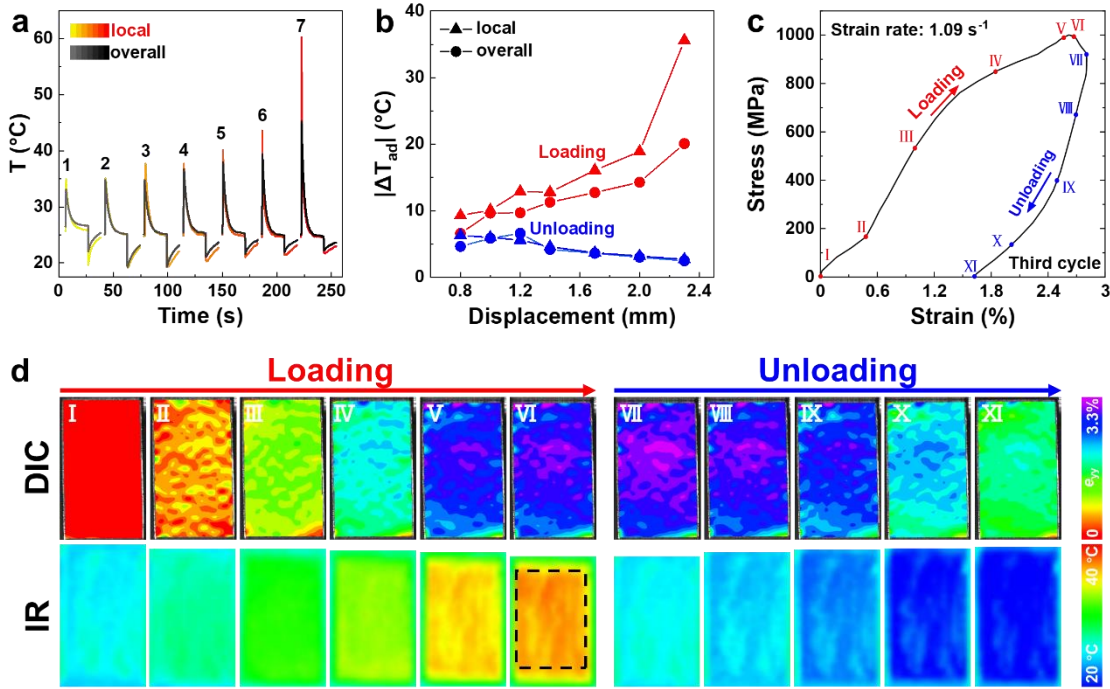 a
local
overall
T (°C)
60
50
40
30
20
1
2
3
4
5
6
7
0
50
100
150
200
250
Time (s)
b
local
overall
|ΔT_ad| (°C)
40
30
20
10
0
Loading
Unloading
0.8
1.2
1.6
2.0
2.4
Displacement (mm)
c
Strain rate: 1.09 s⁻¹
Stress (MPa)
1000
800
600
400
200
0
I
II
III
IV
V
VI
VII
VIII
IX
X
XI
Loading
Unloading
Third cycle
0
0.6
1.2
1.8
2.4
3.0
Strain (%)
d
Loading
Unloading
DIC
I
II
III
IV
V
VI
VII
VIII
IX
X
XI
3.3%
e_yy
0
IR
40 °C
20 °C